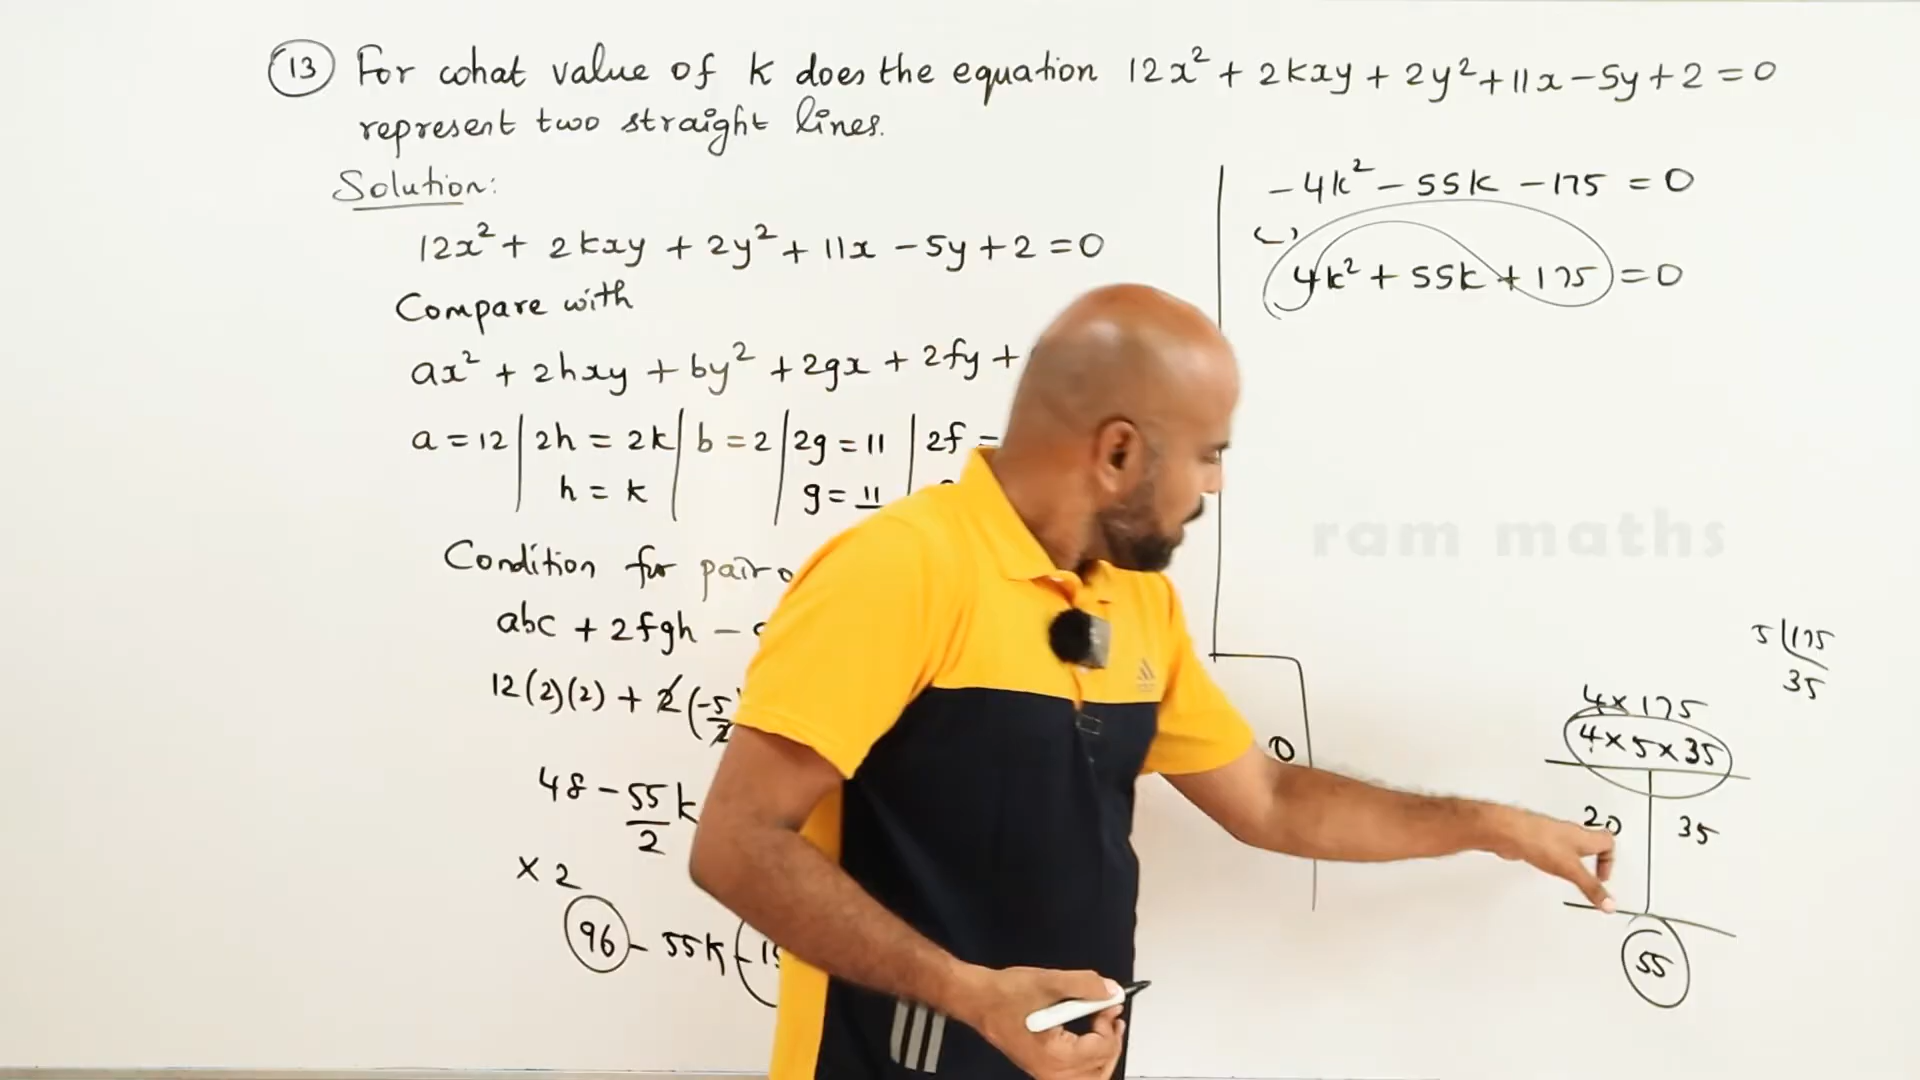 13 For what value of k does the equation 12x² + 2kxy + 2y² + 11x - 5y + 2 = 0
represent two straight lines.
Solution:
12x² + 2kxy + 2y² + 11x - 5y + 2 = 0
Compare with
ax² + 2hxy + by² + 2gx + 2fy +
a = 12 | 2h = 2k | b = 2 | 2g = 11 | 2f =
h = k g = 11
Condition for pair o
abc + 2fgh -
12(2)(2) + 2(-5/2
48 - 55/2 k
× 2
96 - 55k - 19
-4k² - 55k - 175 = 0
(-)
4k² + 55k + 175 = 0
ram maths
0
5 175
35
4×175
4×5×35
20 35
55